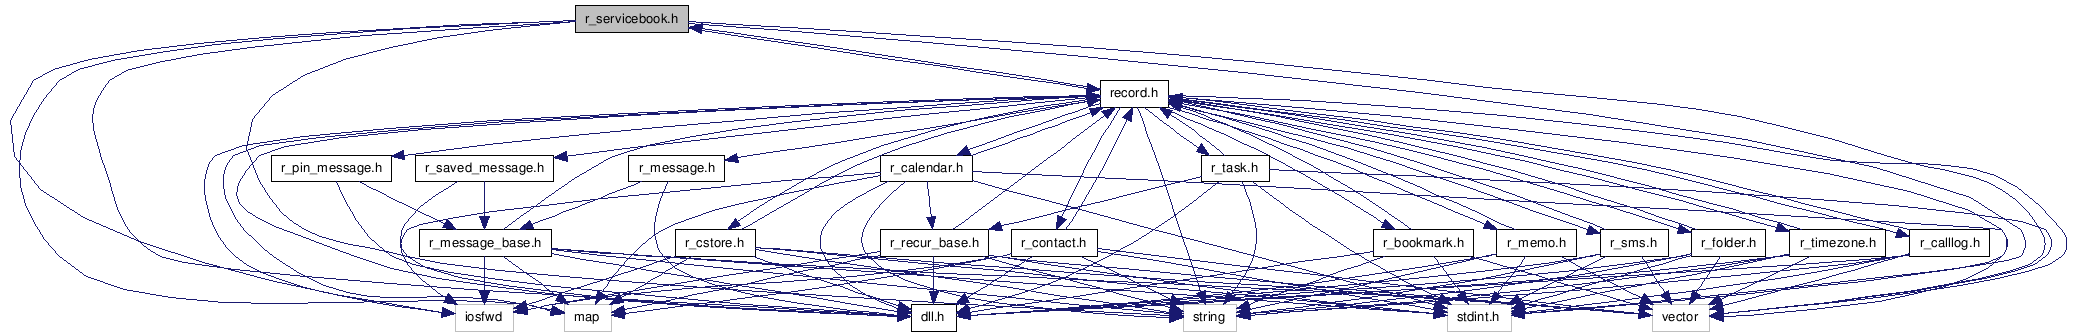 r_servicebook.h
record.h
r_pin_message.h
r_saved_message.h
r_message.h
r_calendar.h
r_task.h
r_message_base.h
r_cstore.h
r_recur_base.h
r_contact.h
r_bookmark.h
r_memo.h
r_sms.h
r_folder.h
r_timezone.h
r_calllog.h
iosfwd
map
dll.h
string
stdint.h
vector